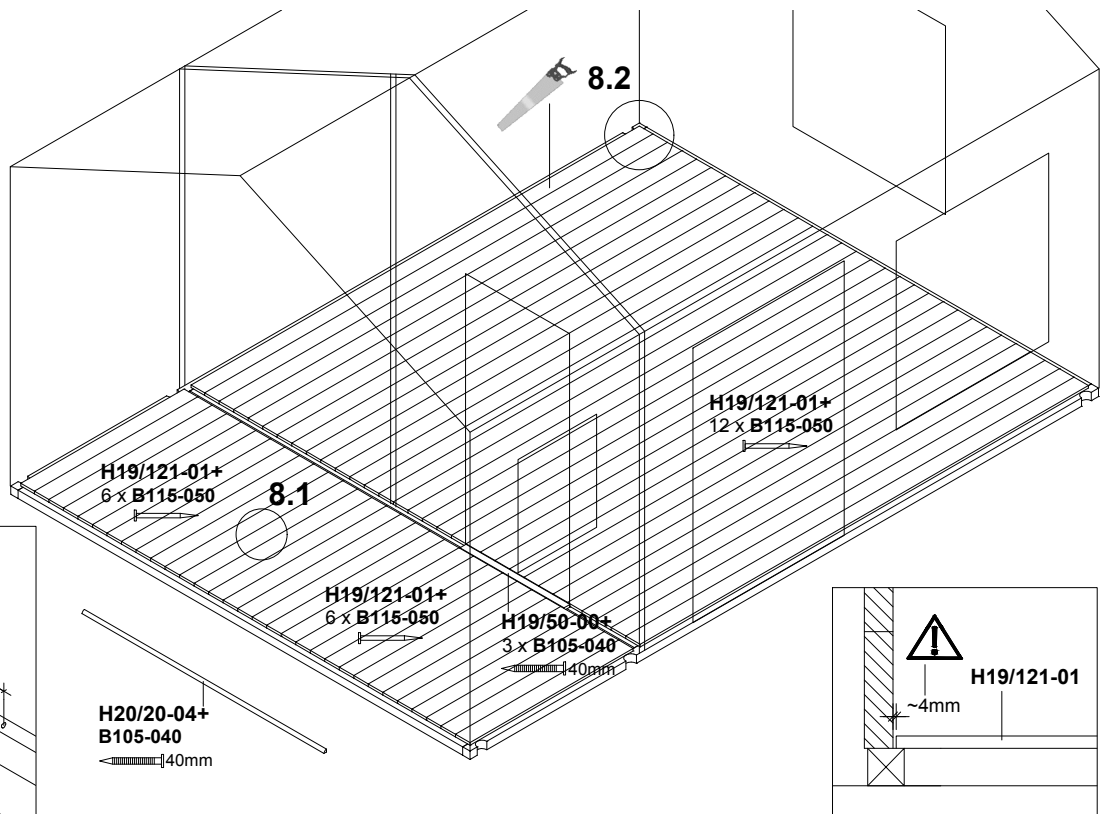 8.2
H19/121-01+
12 x B115-050
H19/121-01+
6 x B115-050
8.1
H19/121-01+
6 x B115-050
H19/50-00+
3 x B105-040
40mm
H20/20-04+
B105-040
40mm
H19/121-01
~4mm